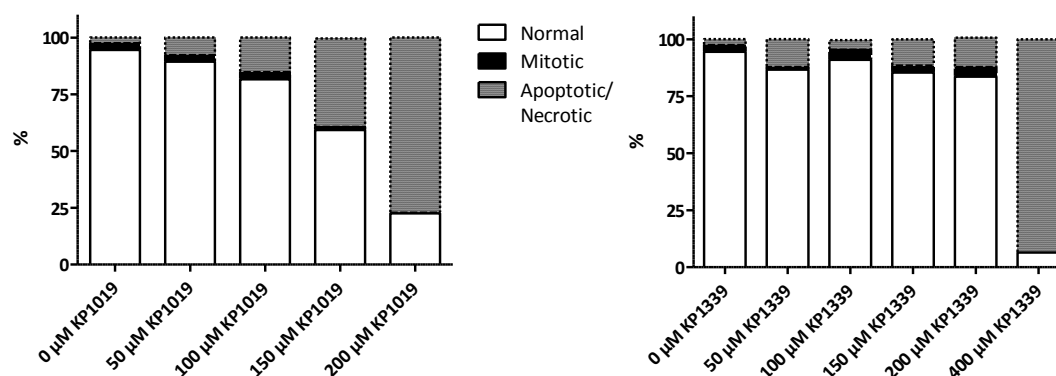 100
75
50
25
0
%
0 µM KP1019
50 µM KP1019
100 µM KP1019
150 µM KP1019
200 µM KP1019
Normal
Mitotic
Apoptotic/
Necrotic
100
75
50
25
0
%
0 µM KP1339
50 µM KP1339
100 µM KP1339
150 µM KP1339
200 µM KP1339
400 µM KP1339